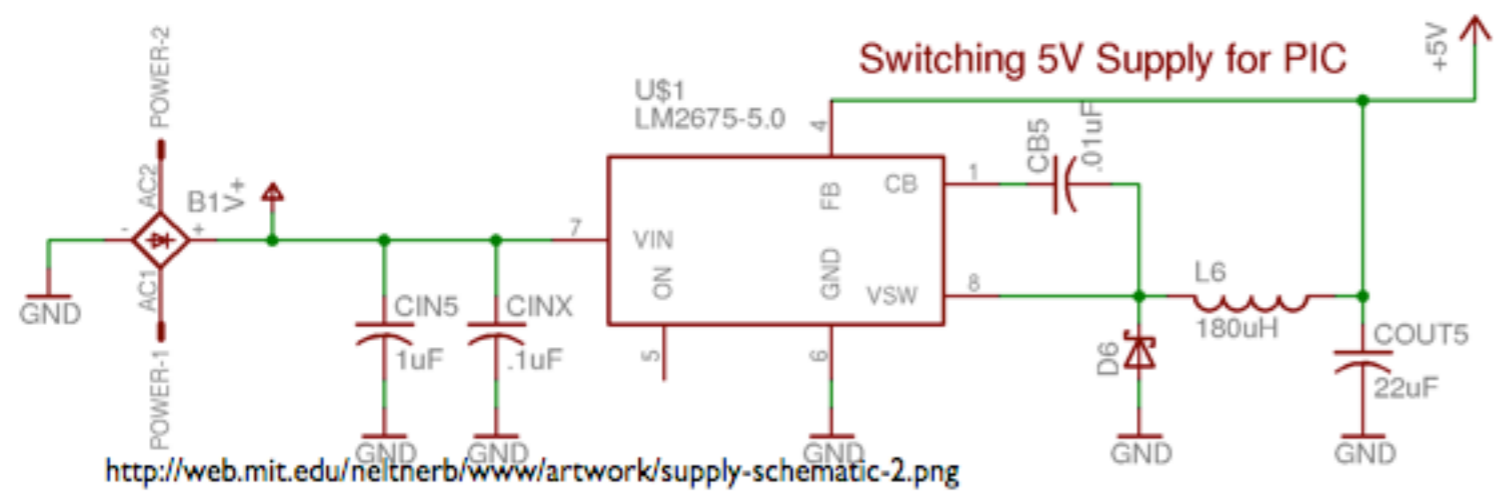 POWER-2
Switching 5V Supply for PIC
+5V
U$1
LM2675-5.0
4
CB5
.01uF
AC2
B1
V+
-
+
7
VIN
FB
CB
1
ON
GND
VSW
8
L6
180uH
GND
AC1
CIN5
1uF
CINX
.1uF
5
6
D6
COUT5
22uF
POWER-1
GND
GND
GND
GND
GND
http://web.mit.edu/neltnerb/www/artwork/supply-schematic-2.png